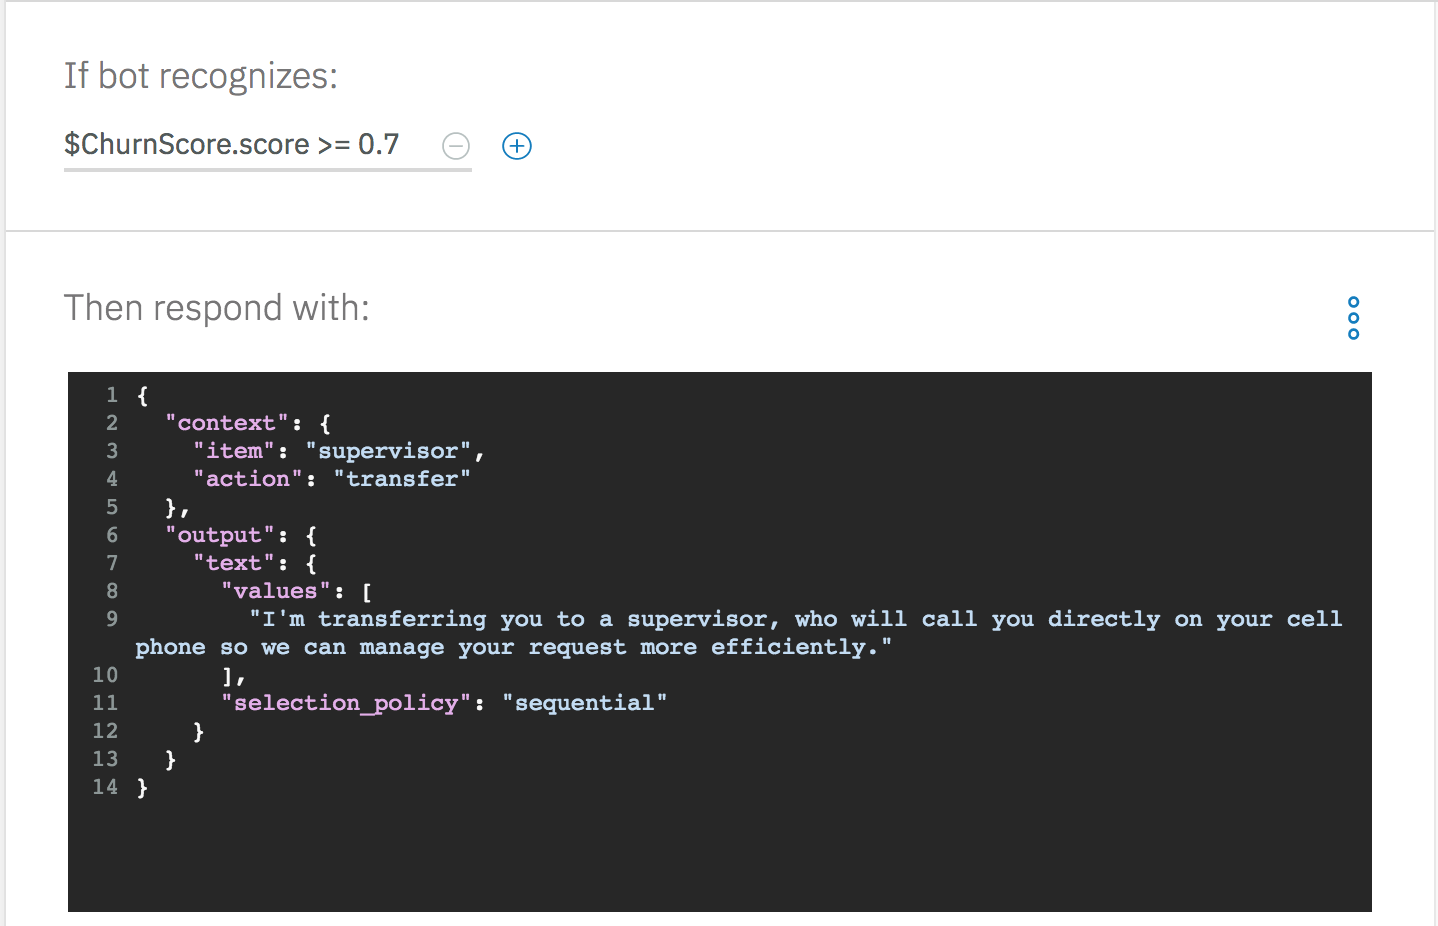 If bot recognizes:
$ChurnScore.score >= 0.7
Then respond with:
1 {
2   "context": {
3     "item": "supervisor",
4     "action": "transfer"
5   },
6   "output": {
7     "text": {
8       "values": [
9         "I'm transferring you to a supervisor, who will call you directly on your cell
phone so we can manage your request more efficiently."
10       ],
11       "selection_policy": "sequential"
12     }
13   }
14 }